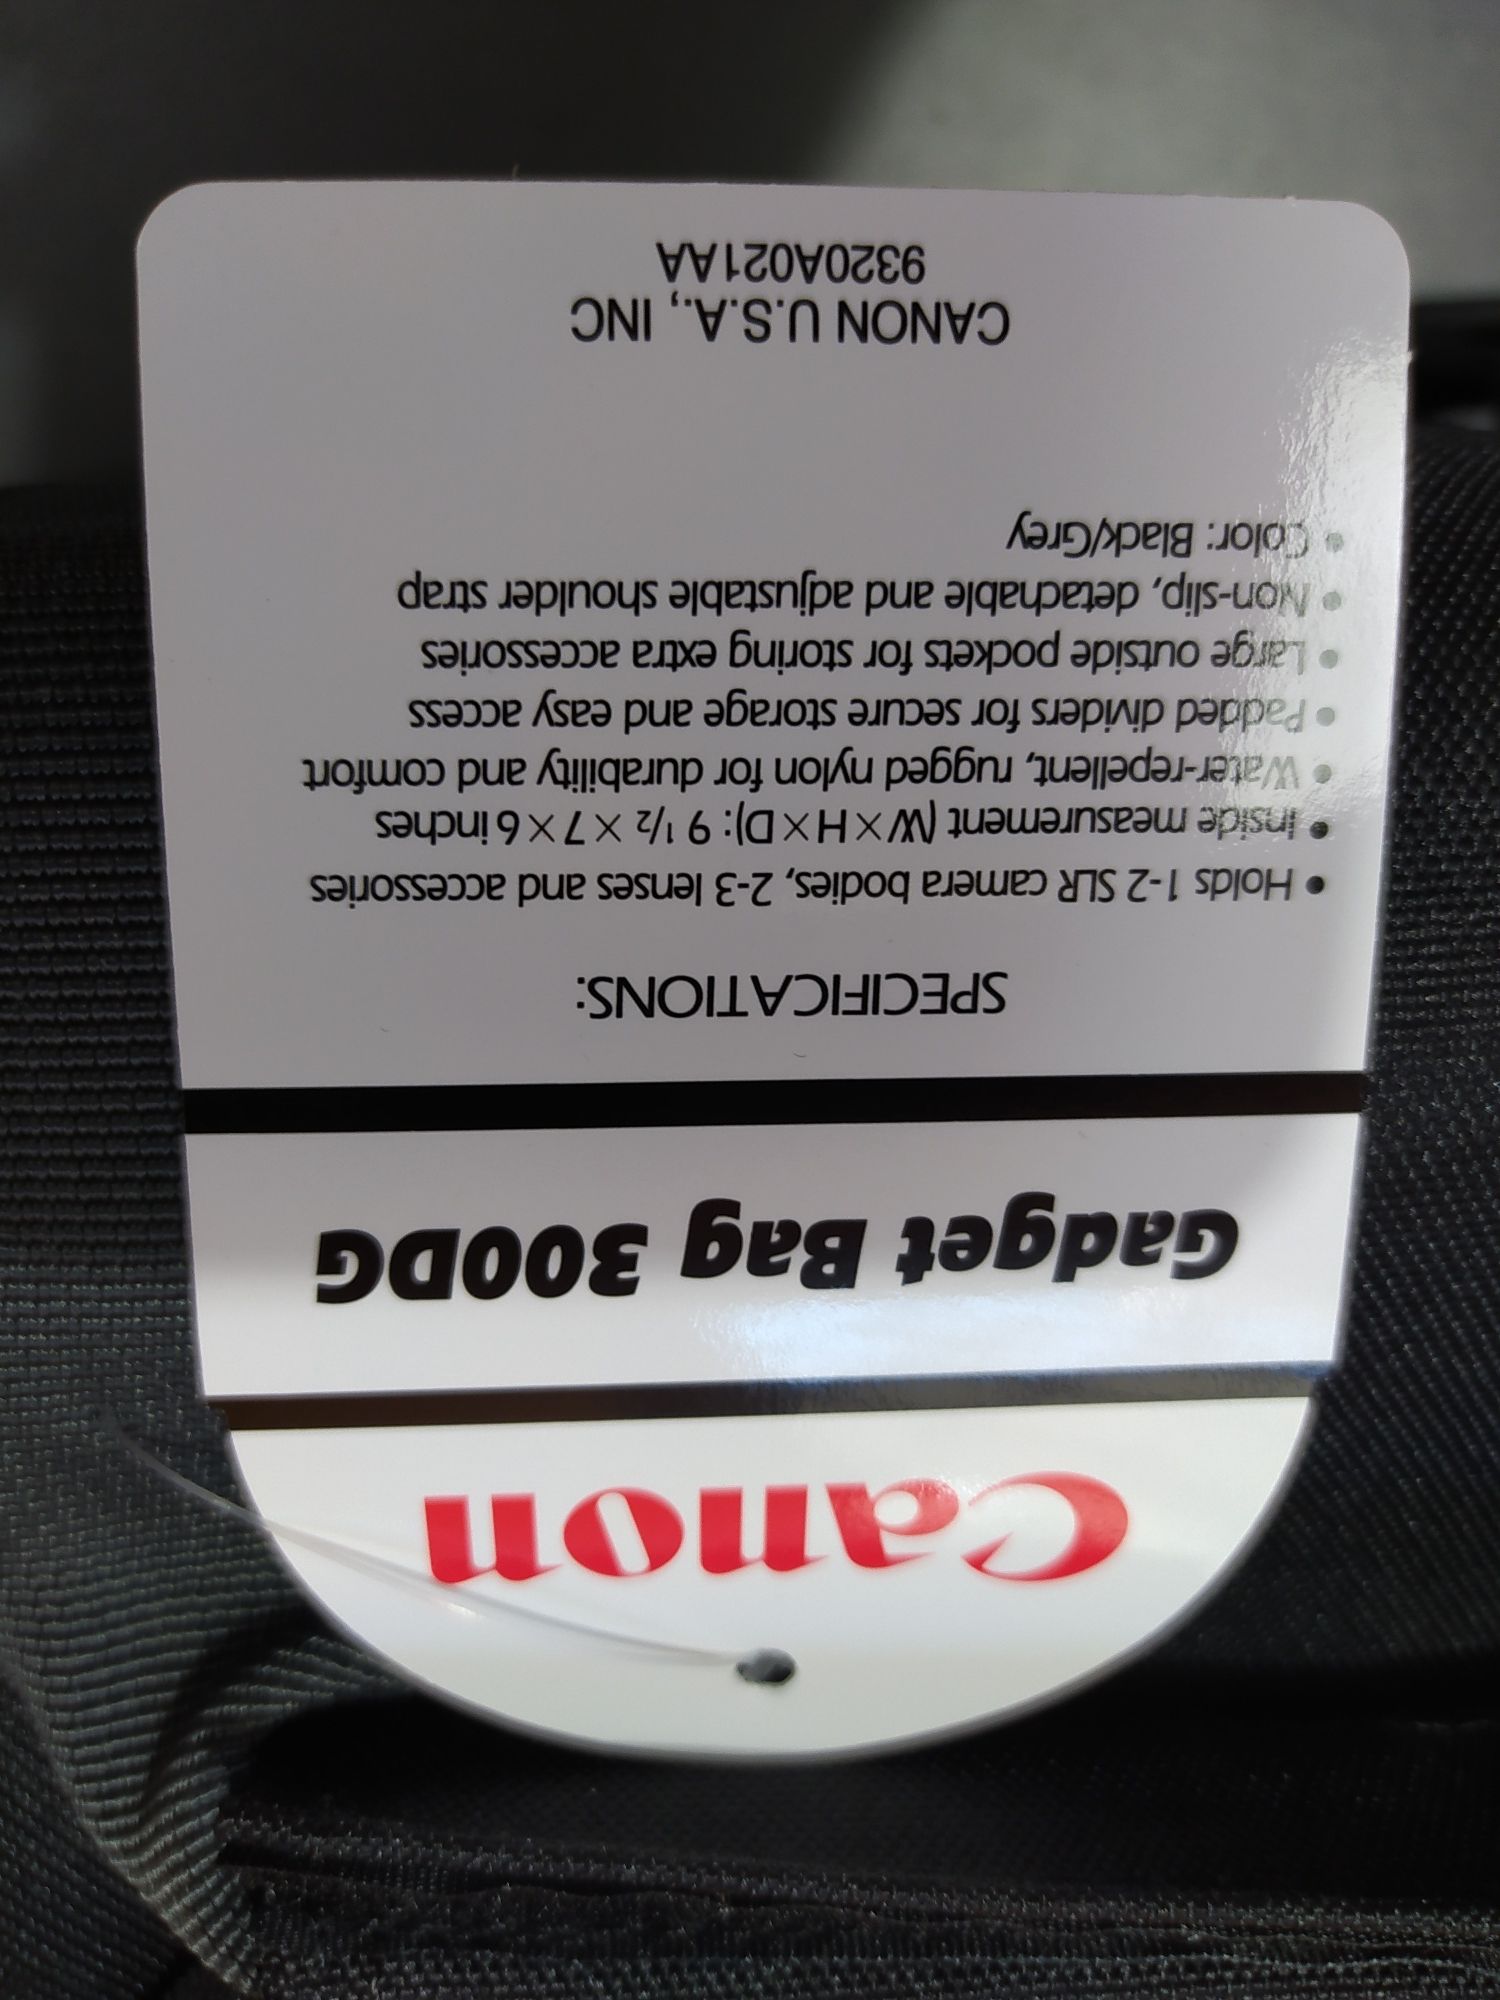 Canon
Gadget Bag 300DG
SPECIFICATIONS:
• Holds 1-2 SLR camera bodies, 2-3 lenses and accessories
• Inside measurement (W×H×D): 9 1/2 × 7 × 6 inches
• Water-repellent, rugged nylon for durability and comfort
• Padded dividers for secure storage and easy access
• Large outside pockets for storing extra accessories
• Non-slip, detachable and adjustable shoulder strap
• Color: Black/Grey
CANON U.S.A., INC
9320A021AA